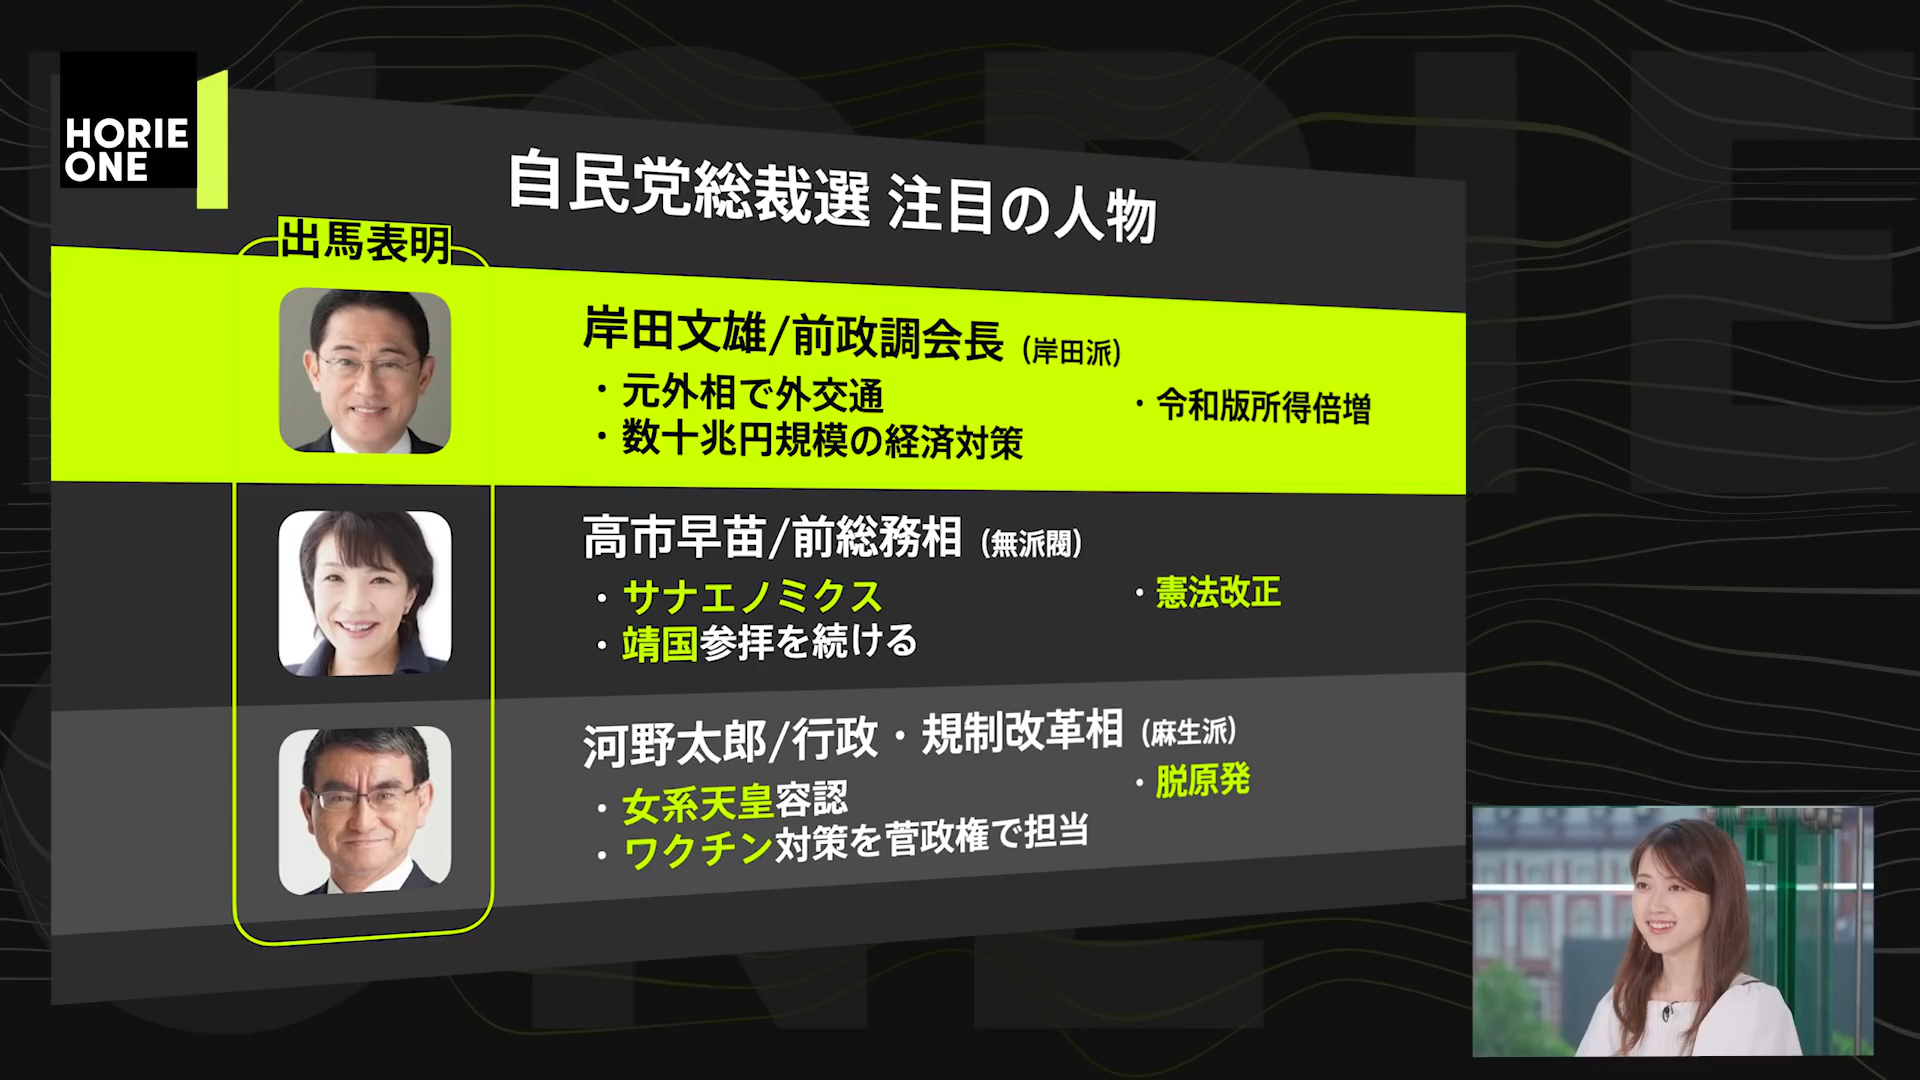 HORIE
ONE
自民党総裁選 注目の人物
出馬表明
岸田文雄/前政調会長 (岸田派)
・元外相で外交通
・数十兆円規模の経済対策
・令和版所得倍増
高市早苗/前総務相 (無派閥)
・サナエノミクス
・靖国参拝を続ける
・憲法改正
河野太郎/行政・規制改革相 (麻生派)
・女系天皇容認
・ワクチン対策を菅政権で担当
・脱原発